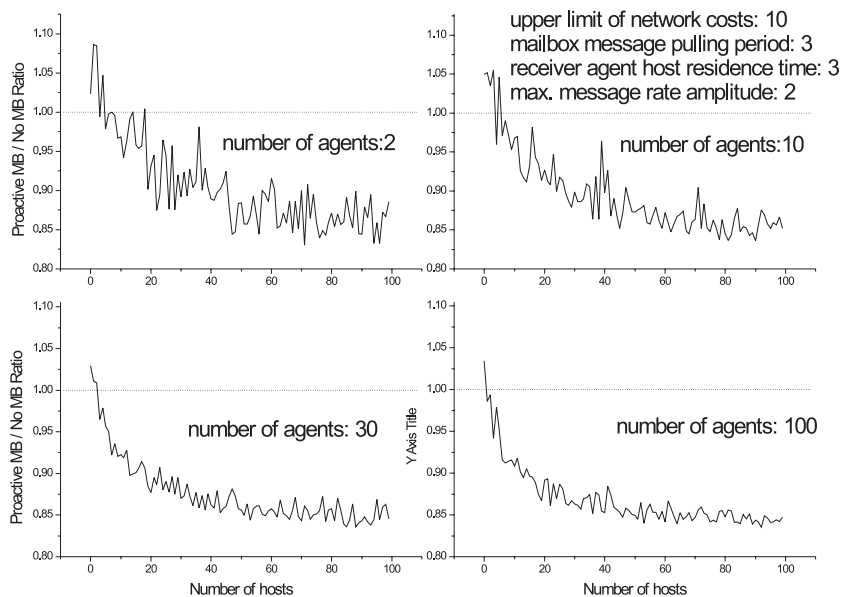 upper limit of network costs: 10
mailbox message pulling period: 3
receiver agent host residence time: 3
max. message rate amplitude: 2
Proactive MB / No MB Ratio
1.10
1.05
1.00
0.95
0.90
0.85
0.80
number of agents:2
0 20 40 60 80 100
1.10
1.05
1.00
0.95
0.90
0.85
0.80
number of agents:10
0 20 40 60 80 100
Proactive MB / No MB Ratio
1.10
1.05
1.00
0.95
0.90
0.85
0.80
number of agents: 30
0 20 40 60 80 100
Number of hosts
Y Axis Title
1.10
1.05
1.00
0.95
0.90
0.85
0.80
number of agents: 100
0 20 40 60 80 100
Number of hosts